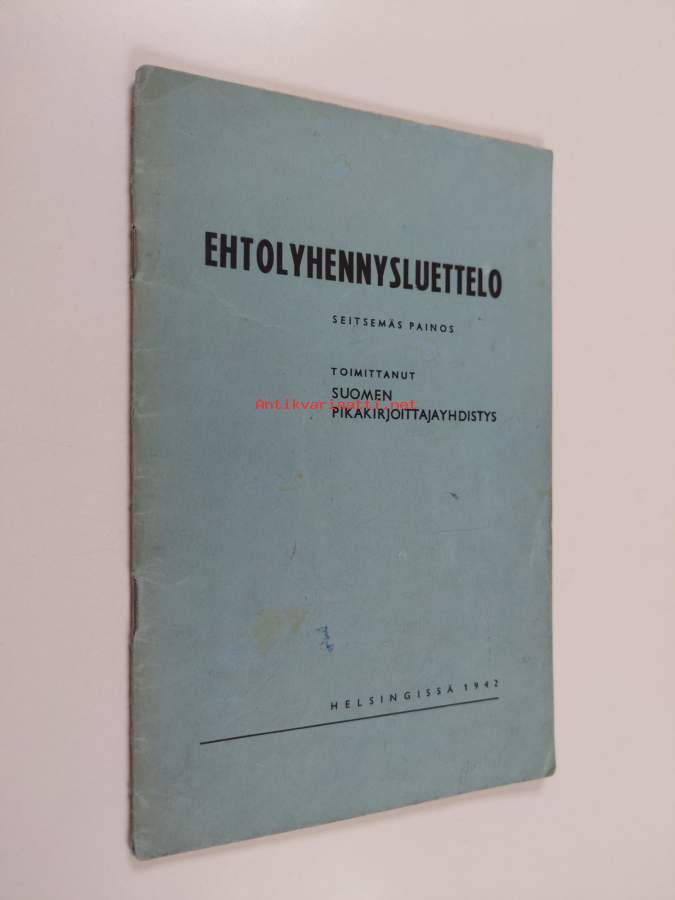 EHTOLYHENNYSLUETTELO
SEITSEMÄS PAINOS
TOIMITTANUT
SUOMEN
Antikvariaatti.net
PIKAKIRJOITTAJAYHDISTYS
HELSINGISSÄ 1942